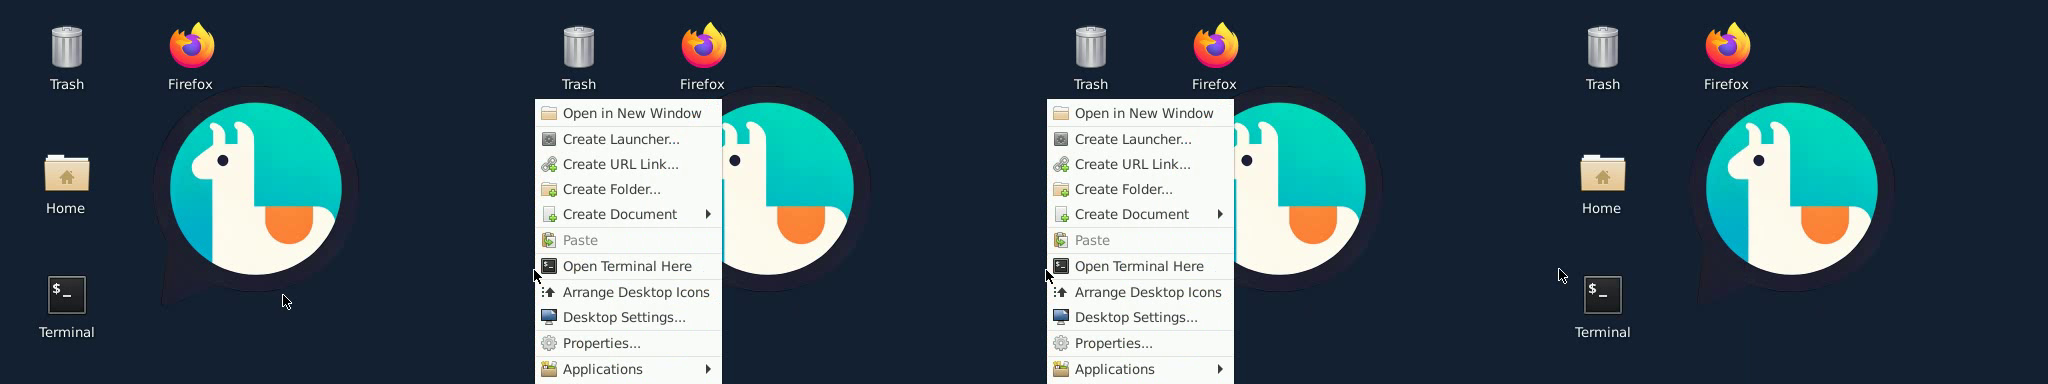 Trash
Firefox
Home
$_
Terminal
Trash
Firefox
Open in New Window
Create Launcher...
Create URL Link...
Create Folder...
Create Document
Paste
Open Terminal Here
Arrange Desktop Icons
Desktop Settings...
Properties...
Applications
Trash
Firefox
Open in New Window
Create Launcher...
Create URL Link...
Create Folder...
Create Document
Paste
Open Terminal Here
Arrange Desktop Icons
Desktop Settings...
Properties...
Applications
Trash
Firefox
Home
$_
Terminal